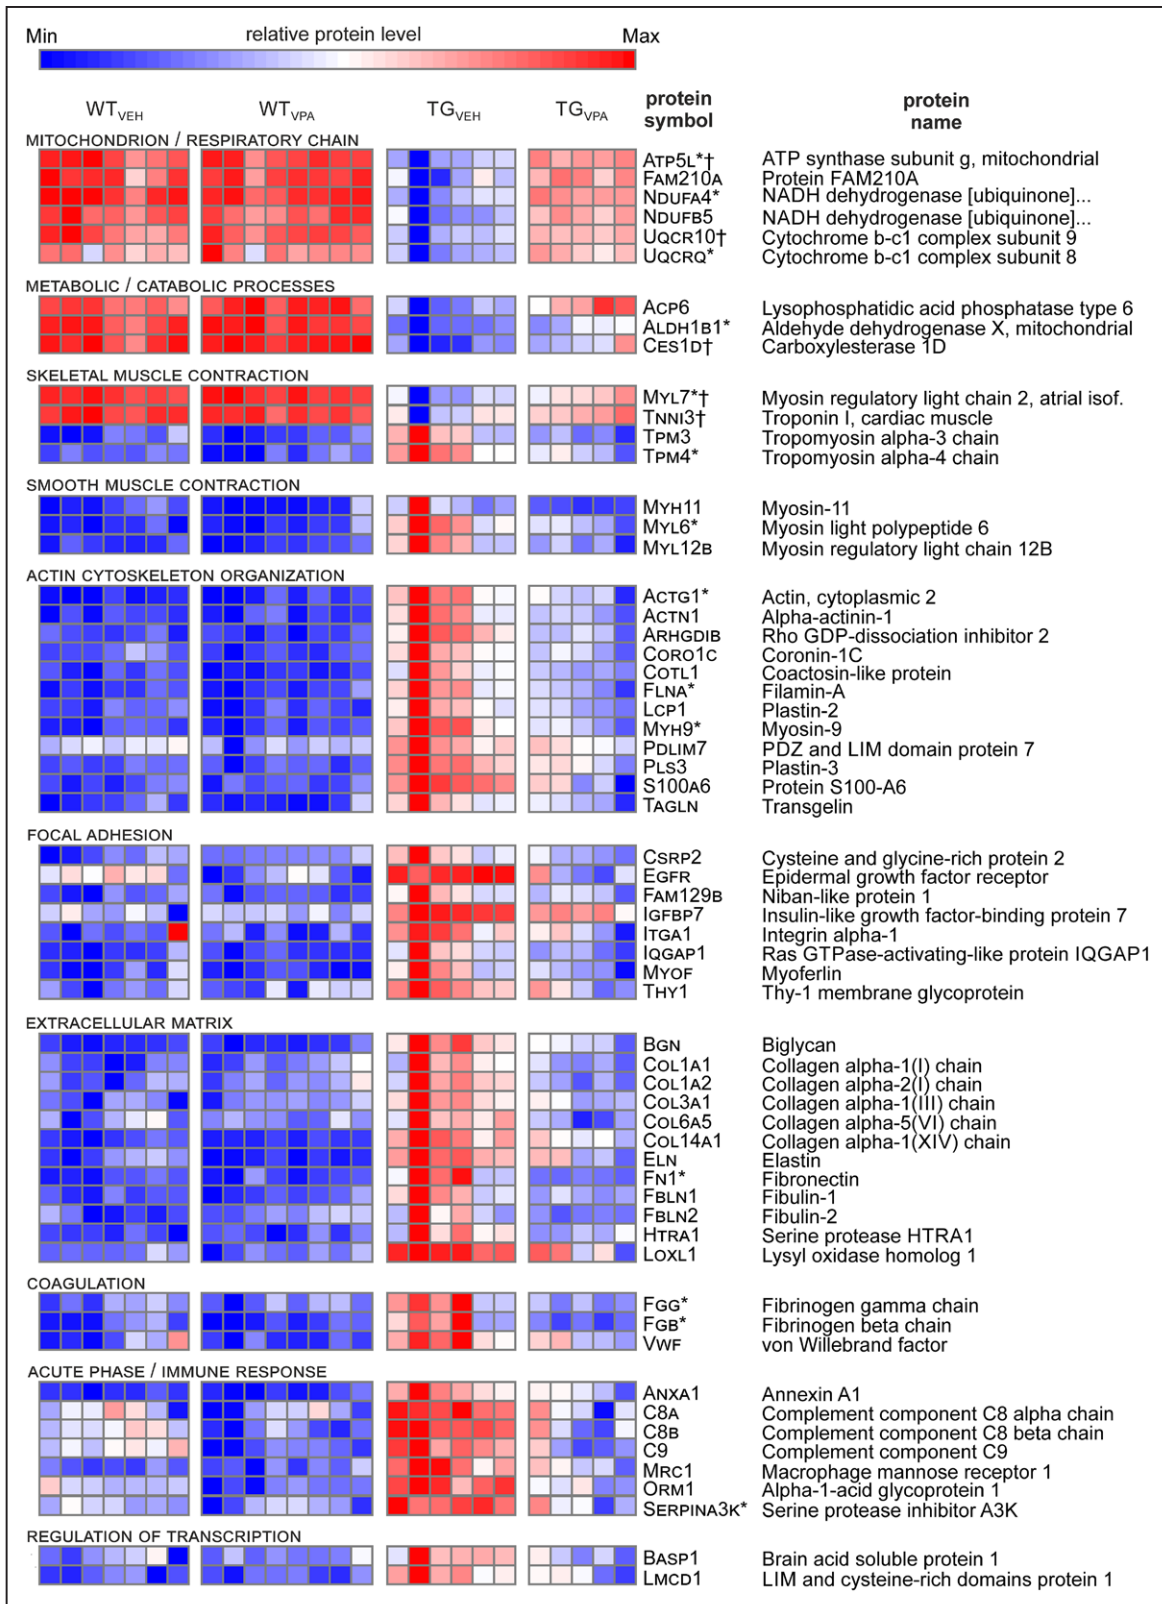 Min relative protein level Max
WT_VEH WT_VPA TG_VEH TG_VPA protein symbol protein name
MITOCHONDRION / RESPIRATORY CHAIN
ATP5L*† ATP synthase subunit g, mitochondrial
FAM210A Protein FAM210A
NDUFA4* NADH dehydrogenase [ubiquinone]...
NDUFB5 NADH dehydrogenase [ubiquinone]...
UQCR10† Cytochrome b-c1 complex subunit 9
UQCRQ* Cytochrome b-c1 complex subunit 8
METABOLIC / CATABOLIC PROCESSES
ACP6 Lysophosphatidic acid phosphatase type 6
ALDH1B1* Aldehyde dehydrogenase X, mitochondrial
CES1D† Carboxylesterase 1D
SKELETAL MUSCLE CONTRACTION
MYL7*† Myosin regulatory light chain 2, atrial isof.
TNNI3† Troponin I, cardiac muscle
TPM3 Tropomyosin alpha-3 chain
TPM4* Tropomyosin alpha-4 chain
SMOOTH MUSCLE CONTRACTION
MYH11 Myosin-11
MYL6* Myosin light polypeptide 6
MYL12B Myosin regulatory light chain 12B
ACTIN CYTOSKELETON ORGANIZATION
ACTG1* Actin, cytoplasmic 2
ACTN1 Alpha-actinin-1
ARHGDIB Rho GDP-dissociation inhibitor 2
CORO1C Coronin-1C
COTL1 Coactosin-like protein
FLNA* Filamin-A
LCP1 Plastin-2
MYH9* Myosin-9
PDLIM7 PDZ and LIM domain protein 7
PLS3 Plastin-3
S100A6 Protein S100-A6
TAGLN Transgelin
FOCAL ADHESION
CSRP2 Cysteine and glycine-rich protein 2
EGFR Epidermal growth factor receptor
FAM129B Niban-like protein 1
IGFBP7 Insulin-like growth factor-binding protein 7
ITGA1 Integrin alpha-1
IQGAP1 Ras GTPase-activating-like protein IQGAP1
MYOF Myoferlin
THY1 Thy-1 membrane glycoprotein
EXTRACELLULAR MATRIX
BGN Biglycan
COL1A1 Collagen alpha-1(I) chain
COL1A2 Collagen alpha-2(I) chain
COL3A1 Collagen alpha-1(III) chain
COL6A5 Collagen alpha-5(VI) chain
COL14A1 Collagen alpha-1(XIV) chain
ELN Elastin
FN1* Fibronectin
FBLN1 Fibulin-1
FBLN2 Fibulin-2
HTRA1 Serine protease HTRA1
LOXL1 Lysyl oxidase homolog 1
COAGULATION
FGG* Fibrinogen gamma chain
FGB* Fibrinogen beta chain
VWF von Willebrand factor
ACUTE PHASE / IMMUNE RESPONSE
ANXA1 Annexin A1
C8A Complement component C8 alpha chain
C8B Complement component C8 beta chain
C9 Complement component C9
MRC1 Macrophage mannose receptor 1
ORM1 Alpha-1-acid glycoprotein 1
SERPINA3K* Serine protease inhibitor A3K
REGULATION OF TRANSCRIPTION
BASP1 Brain acid soluble protein 1
LMCD1 LIM and cysteine-rich domains protein 1